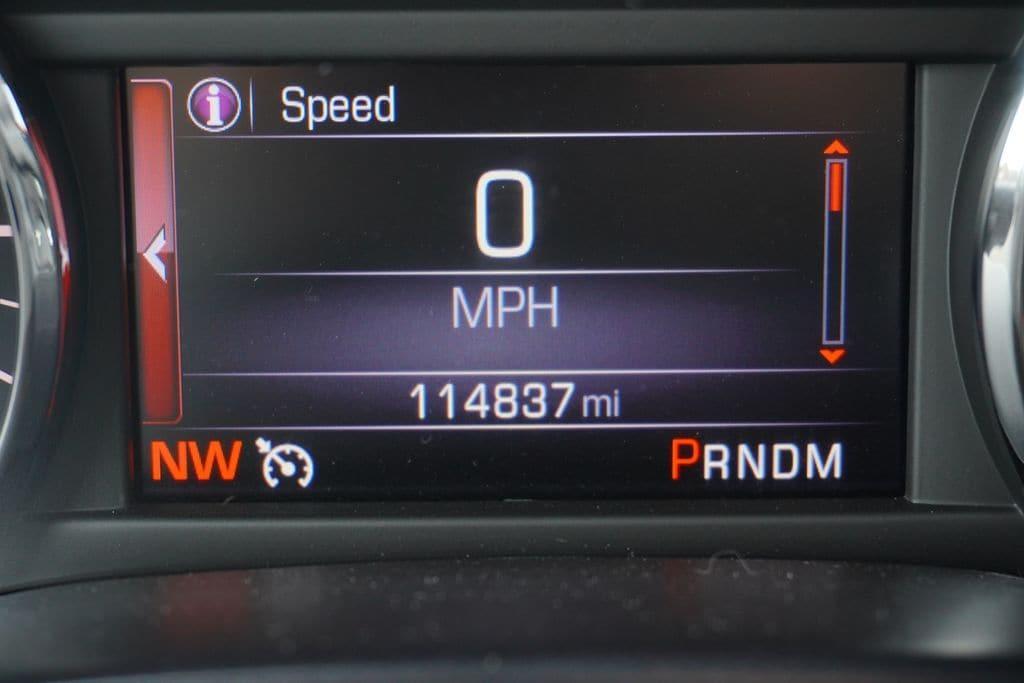 i Speed
0
MPH
114837 mi
NW PRNDM